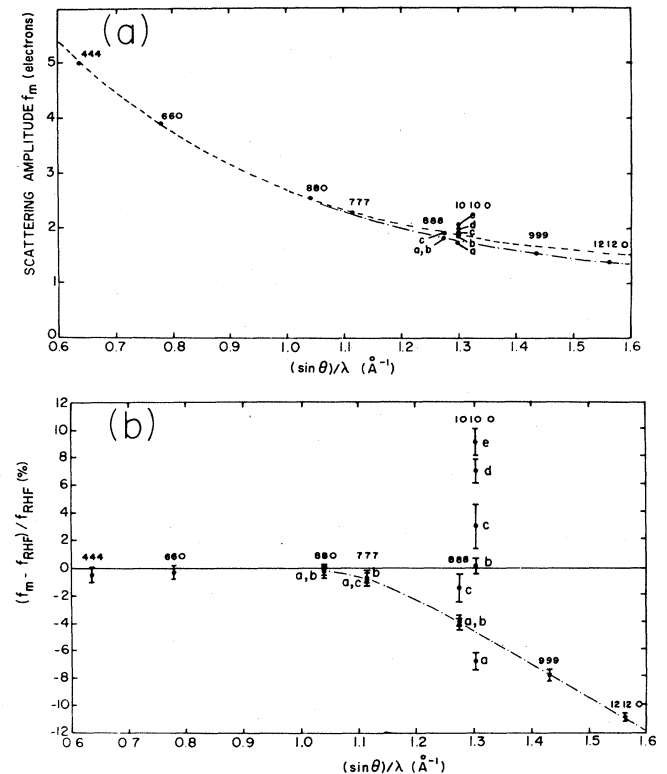 (a)
SCATTERING AMPLITUDE fm (electrons)
5
4
3
2
1
0
444
660
880
777
888
c
a,b
10 10 0
e
d
c
b
a
999
12 12 0
0.6 0.7 0.8 0.9 1.0 1.1 1.2 1.3 1.4 1.5 1.6
(sin θ)/λ (Å⁻¹)
(b)
(fm - fRHF)/fRHF (%)
12
10
8
6
4
2
0
-2
-4
-6
-8
-10
-12
444
660
880
a,b
777
b
a,c
888
c
a,b
10 10 0
e
d
c
b
a
999
12 12 0
0.6 0.7 0.8 0.9 1.0 1.1 1.2 1.3 1.4 1.5 1.6
(sin θ)/λ (Å⁻¹)